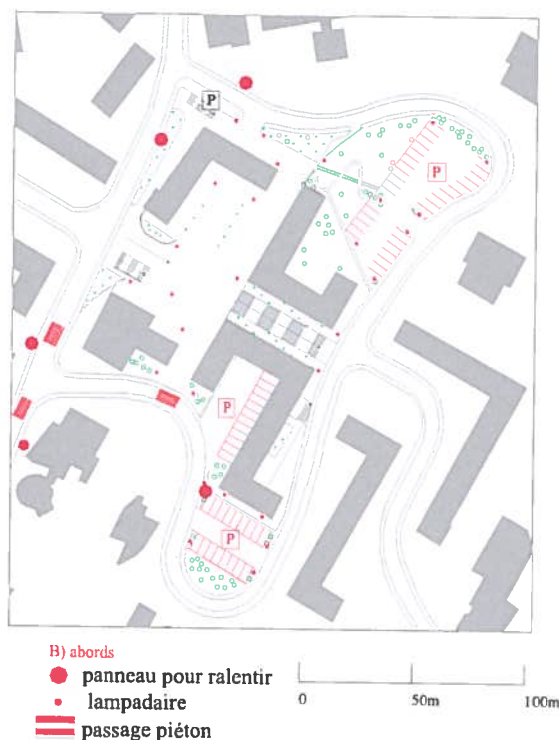 P
P
P
P
B) abords
panneau pour ralentir
lampadaire
passage piéton
0 50m 100m